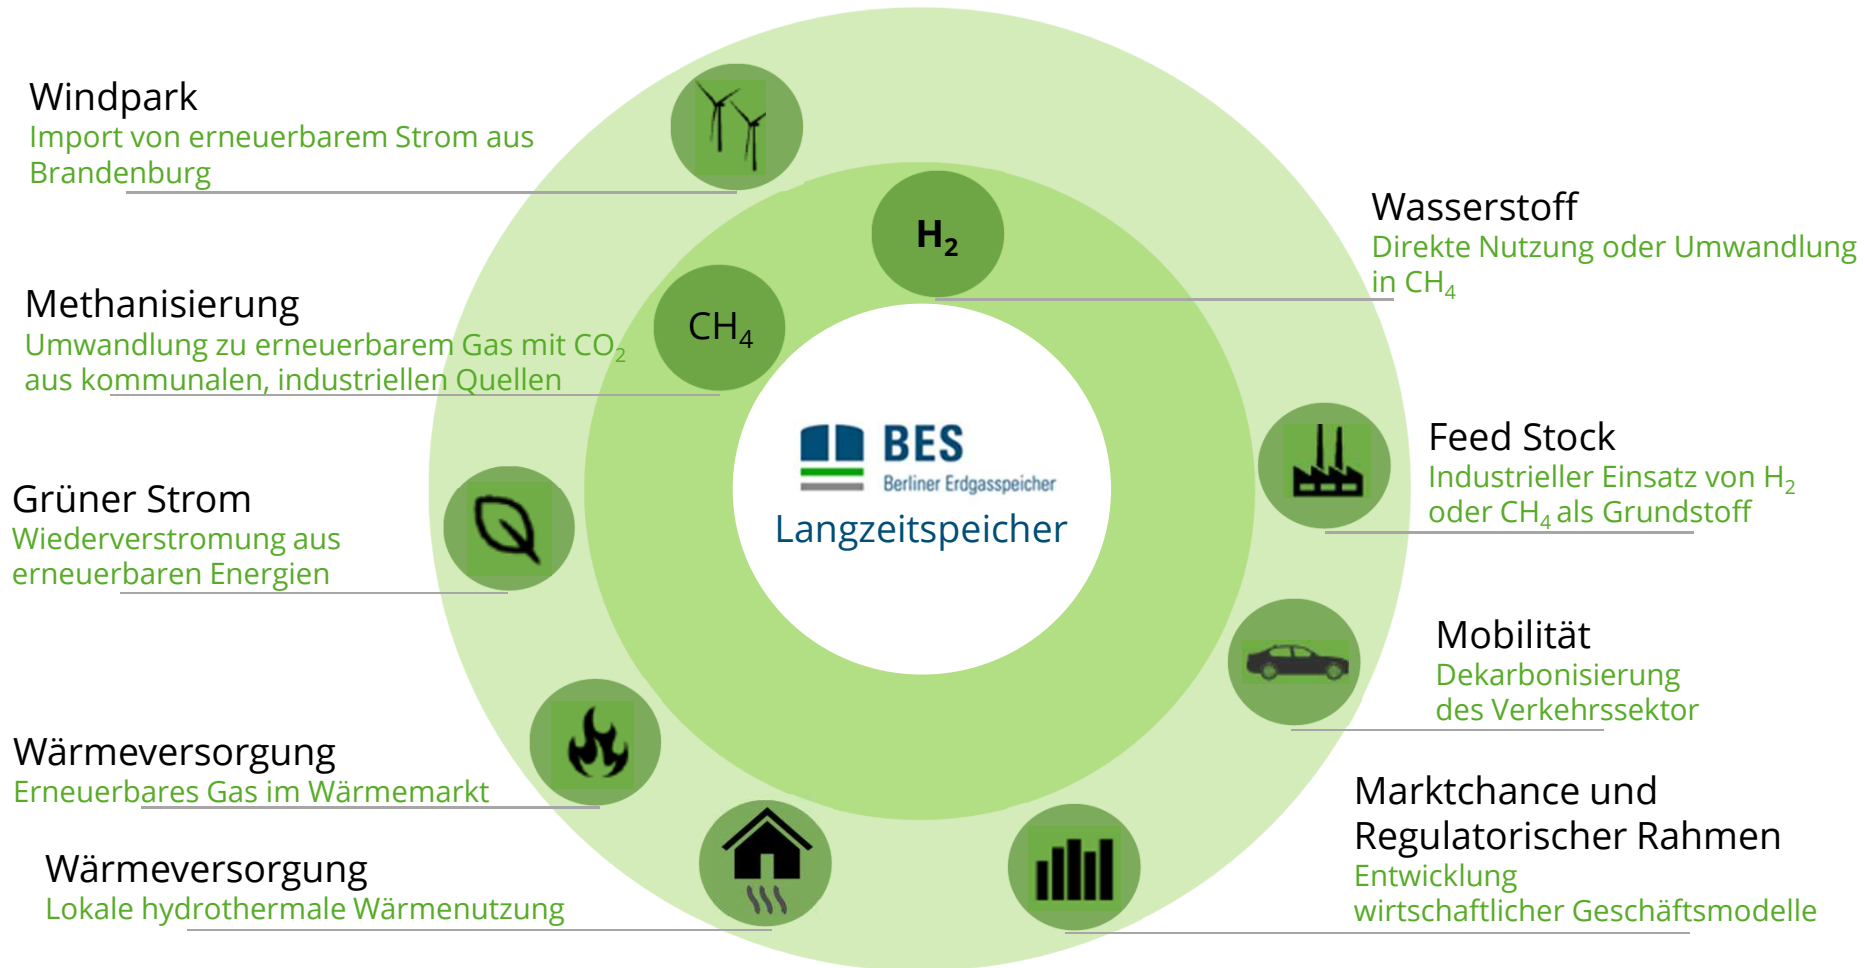 Windpark
Import von erneuerbarem Strom aus
Brandenburg
Methanisierung
Umwandlung zu erneuerbarem Gas mit CO₂
aus kommunalen, industriellen Quellen
Grüner Strom
Wiederverstromung aus
erneuerbaren Energien
Wärmeversorgung
Erneuerbares Gas im Wärmemarkt
Wärmeversorgung
Lokale hydrothermale Wärmenutzung
H₂
CH₄
BES
Berliner Erdgasspeicher
Langzeitspeicher
Wasserstoff
Direkte Nutzung oder Umwandlung
in CH₄
Feed Stock
Industrieller Einsatz von H₂
oder CH₄ als Grundstoff
Mobilität
Dekarbonisierung
des Verkehrssektor
Marktchance und
Regulatorischer Rahmen
Entwicklung
wirtschaftlicher Geschäftsmodelle